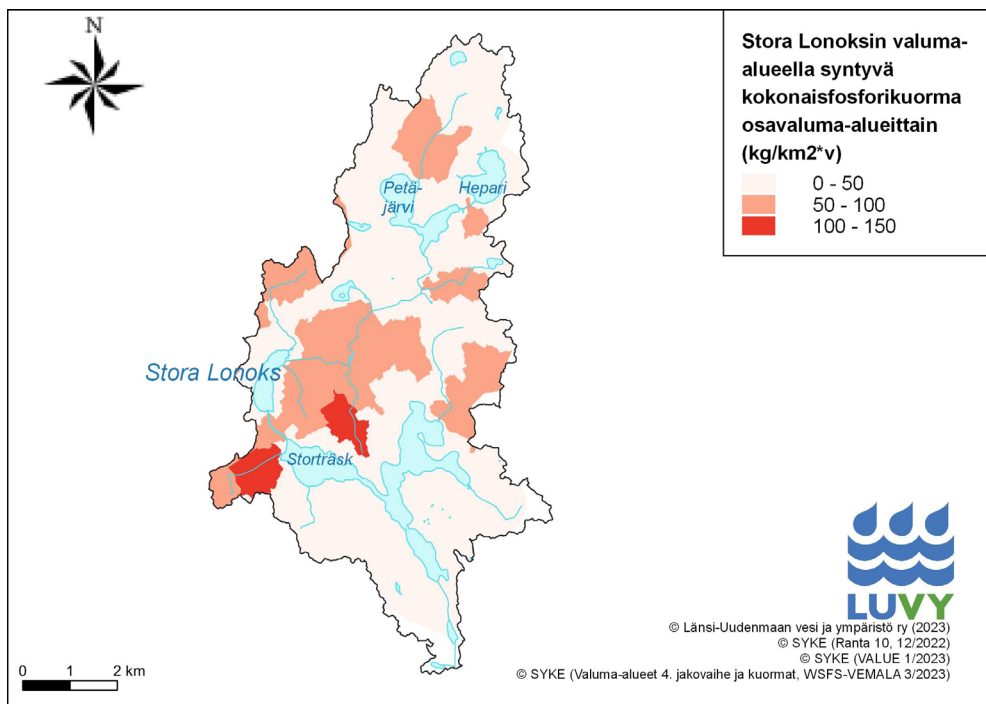 N
Stora Lonoksin valuma-
alueella syntyvä
kokonaisfosforikuorma
osavaluma-alueittain
(kg/km2*v)
0 - 50
50 - 100
100 - 150
Petä-
järvi
Hepari
Stora Lonoks
Storträsk
LUVY
© Länsi-Uudenmaan vesi ja ympäristö ry (2023)
© SYKE (Ranta 10, 12/2022)
© SYKE (VALUE 1/2023)
© SYKE (Valuma-alueet 4. jakovaihe ja kuormat, WSFS-VEMALA 3/2023)
0 1 2 km